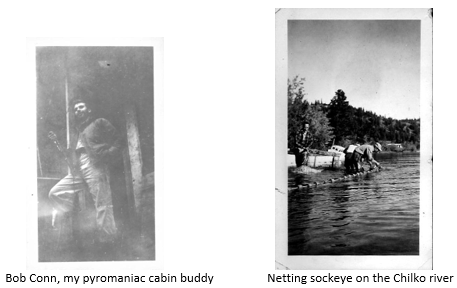 Bob Conn, my pyromaniac cabin buddy
Netting sockeye on the Chilko river